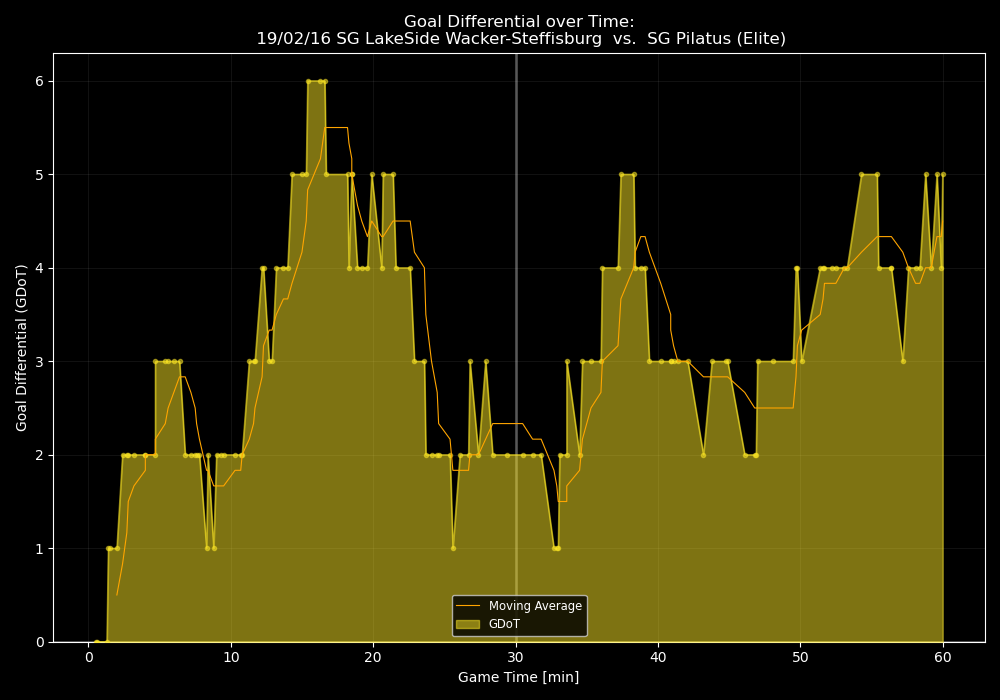 Goal Differential over Time:
19/02/16 SG LakeSide Wacker-Steffisburg  vs.  SG Pilatus (Elite)
Goal Differential (GDoT)
6
5
4
3
2
1
0
Moving Average
GDoT
0 10 20 30 40 50 60
Game Time [min]